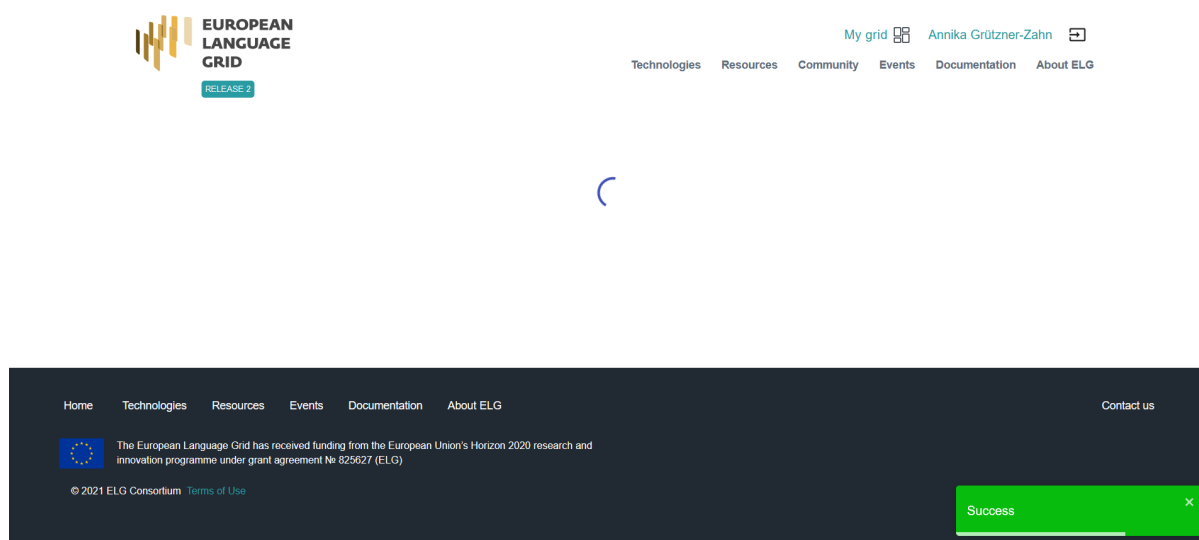 EUROPEAN
LANGUAGE
GRID
RELEASE 2
My grid Annika Grützner-Zahn
Technologies Resources Community Events Documentation About ELG
Home Technologies Resources Events Documentation About ELG Contact us
The European Language Grid has received funding from the European Union's Horizon 2020 research and
innovation programme under grant agreement № 825627 (ELG)
© 2021 ELG Consortium Terms of Use
Success